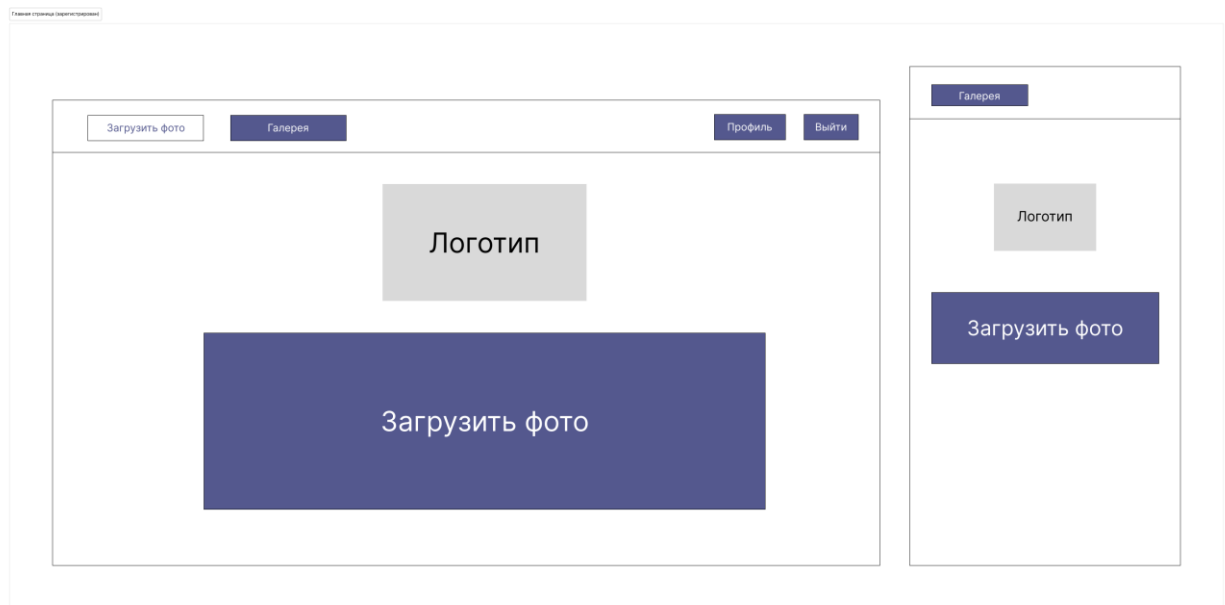 Главная страница (зарегистрирован)
Загрузить фото
Галерея
Профиль
Выйти
Логотип
Загрузить фото
Галерея
Логотип
Загрузить фото